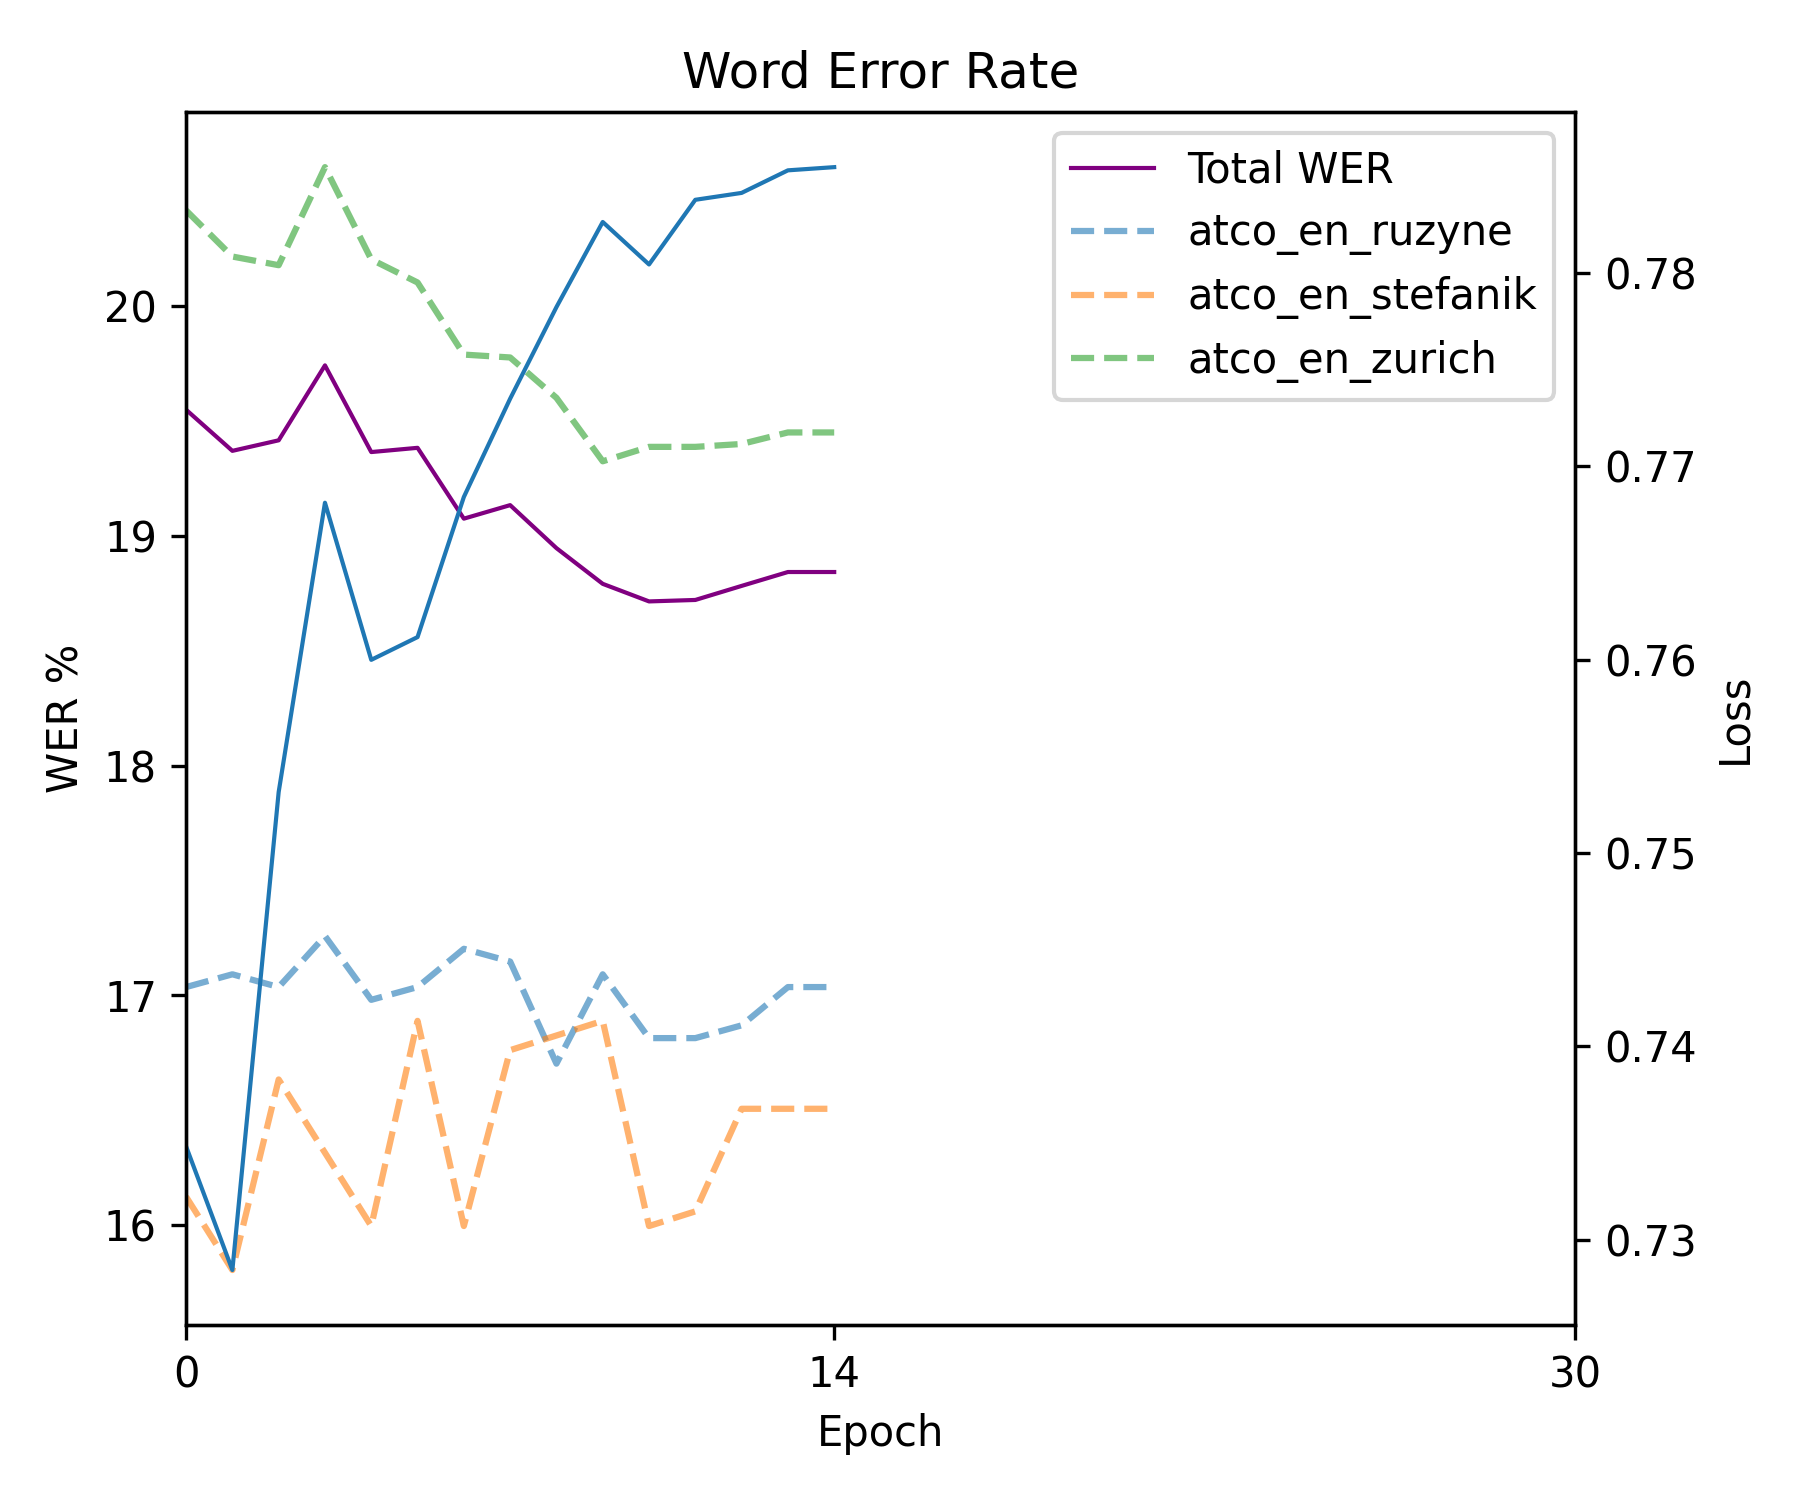 Word Error Rate
Total WER
atco_en_ruzyne
atco_en_stefanik
atco_en_zurich
20
19
18
17
16
WER %
0.78
0.77
0.76
0.75
0.74
0.73
Loss
0
14
30
Epoch